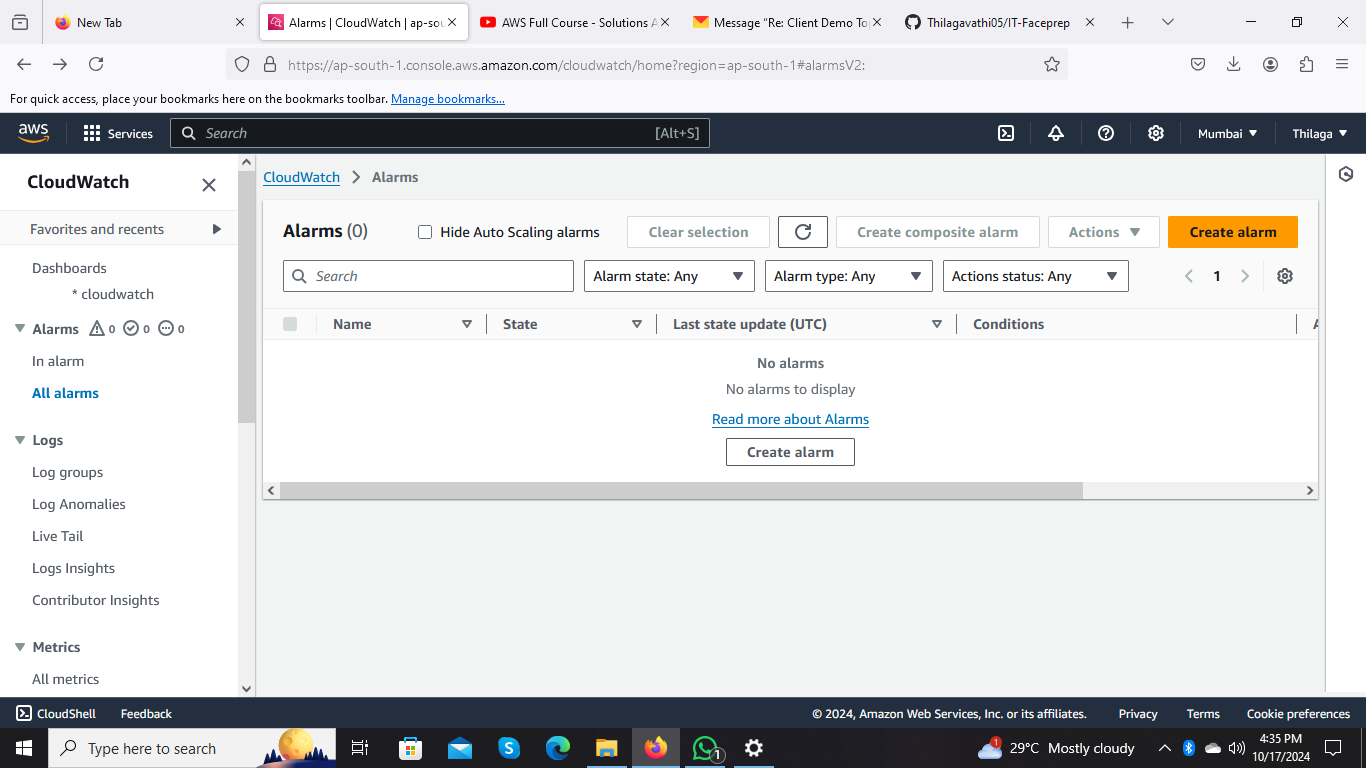 New Tab
Alarms | CloudWatch | ap-sou
AWS Full Course - Solutions A
Message "Re: Client Demo To
Thilagavathi05/IT-Faceprep
https://ap-south-1.console.aws.amazon.com/cloudwatch/home?region=ap-south-1#alarmsV2:
For quick access, place your bookmarks here on the bookmarks toolbar. Manage bookmarks...
aws
Services
Search
[Alt+S]
Mumbai
Thilaga
CloudWatch
Favorites and recents
Dashboards
* cloudwatch
Alarms 0 0 0
In alarm
All alarms
Logs
Log groups
Log Anomalies
Live Tail
Logs Insights
Contributor Insights
Metrics
All metrics
CloudWatch > Alarms
Alarms (0)
Hide Auto Scaling alarms
Clear selection
Create composite alarm
Actions
Create alarm
Search
Alarm state: Any
Alarm type: Any
Actions status: Any
1
Name
State
Last state update (UTC)
Conditions
No alarms
No alarms to display
Read more about Alarms
Create alarm
CloudShell
Feedback
© 2024, Amazon Web Services, Inc. or its affiliates.
Privacy
Terms
Cookie preferences
Type here to search
1
29°C Mostly cloudy
4:35 PM
10/17/2024